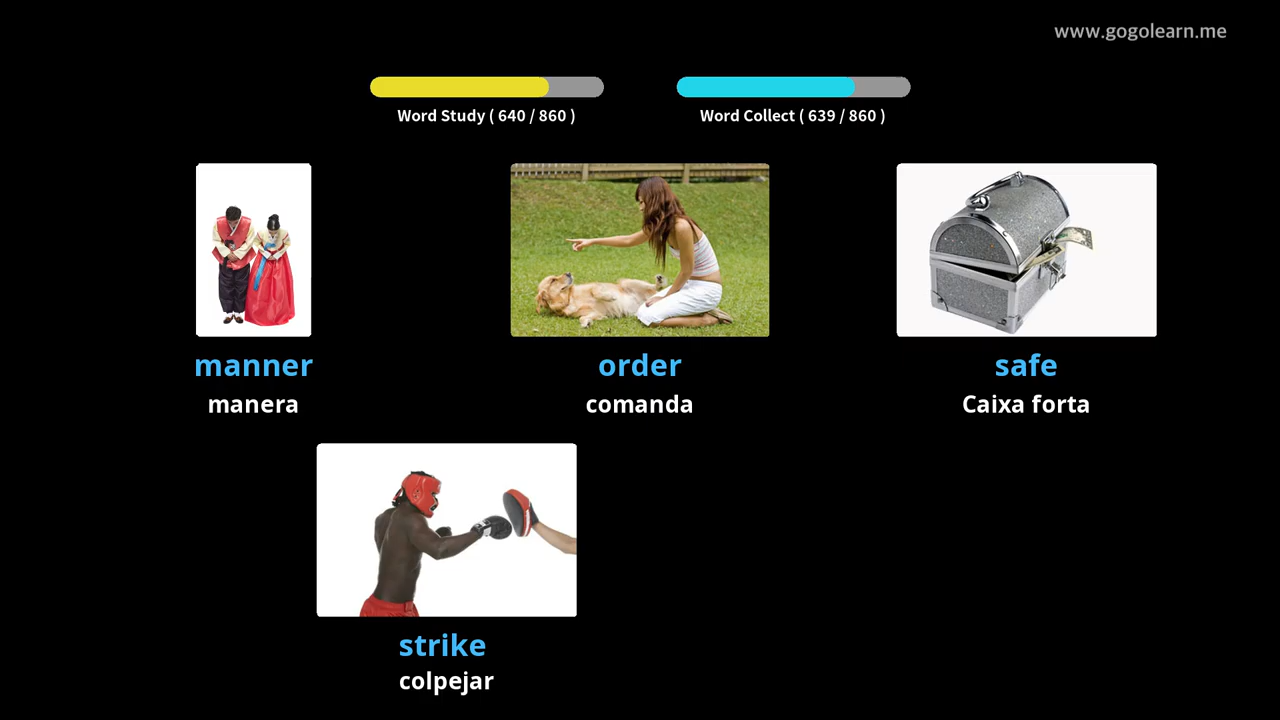 www.gogolearn.me
Word Study ( 640 / 860 )
Word Collect ( 639 / 860 )
manner
manera
order
comanda
safe
Caixa forta
strike
colpejar